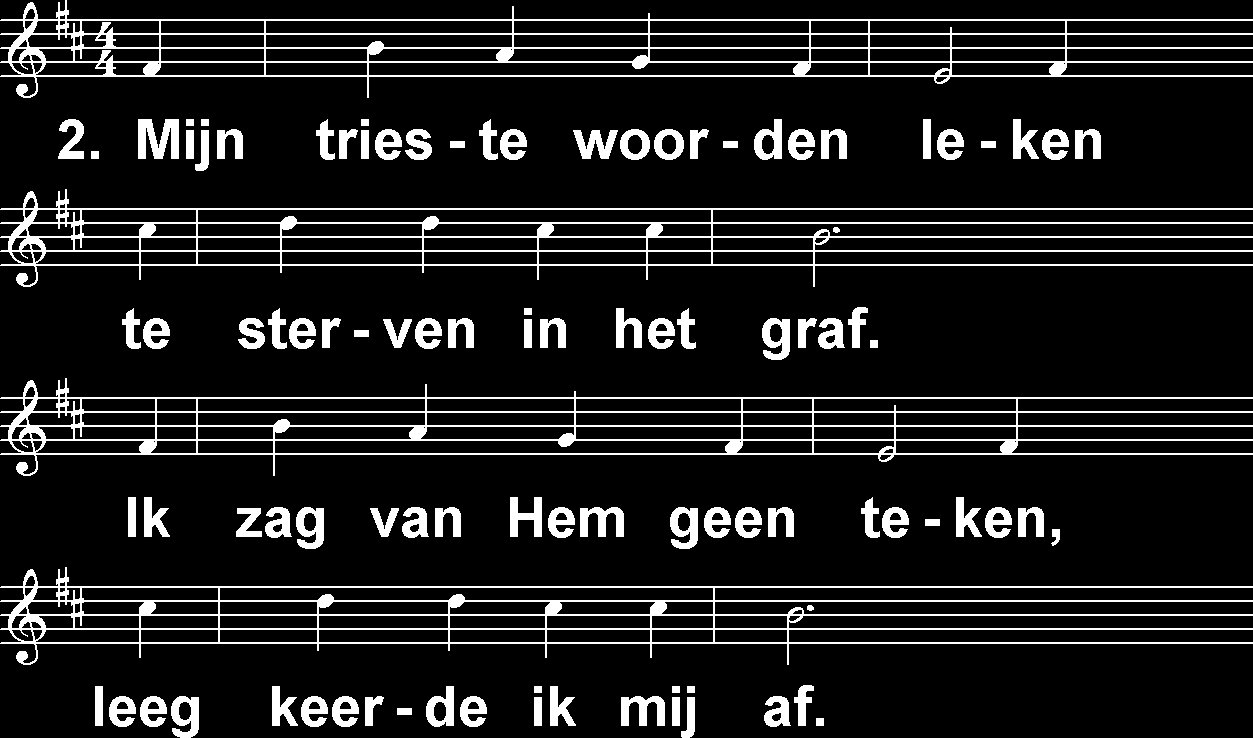 2. Mijn tries - te woor - den le - ken
te ster - ven in het graf.
Ik zag van Hem geen te - ken,
leeg keer - de ik mij af.